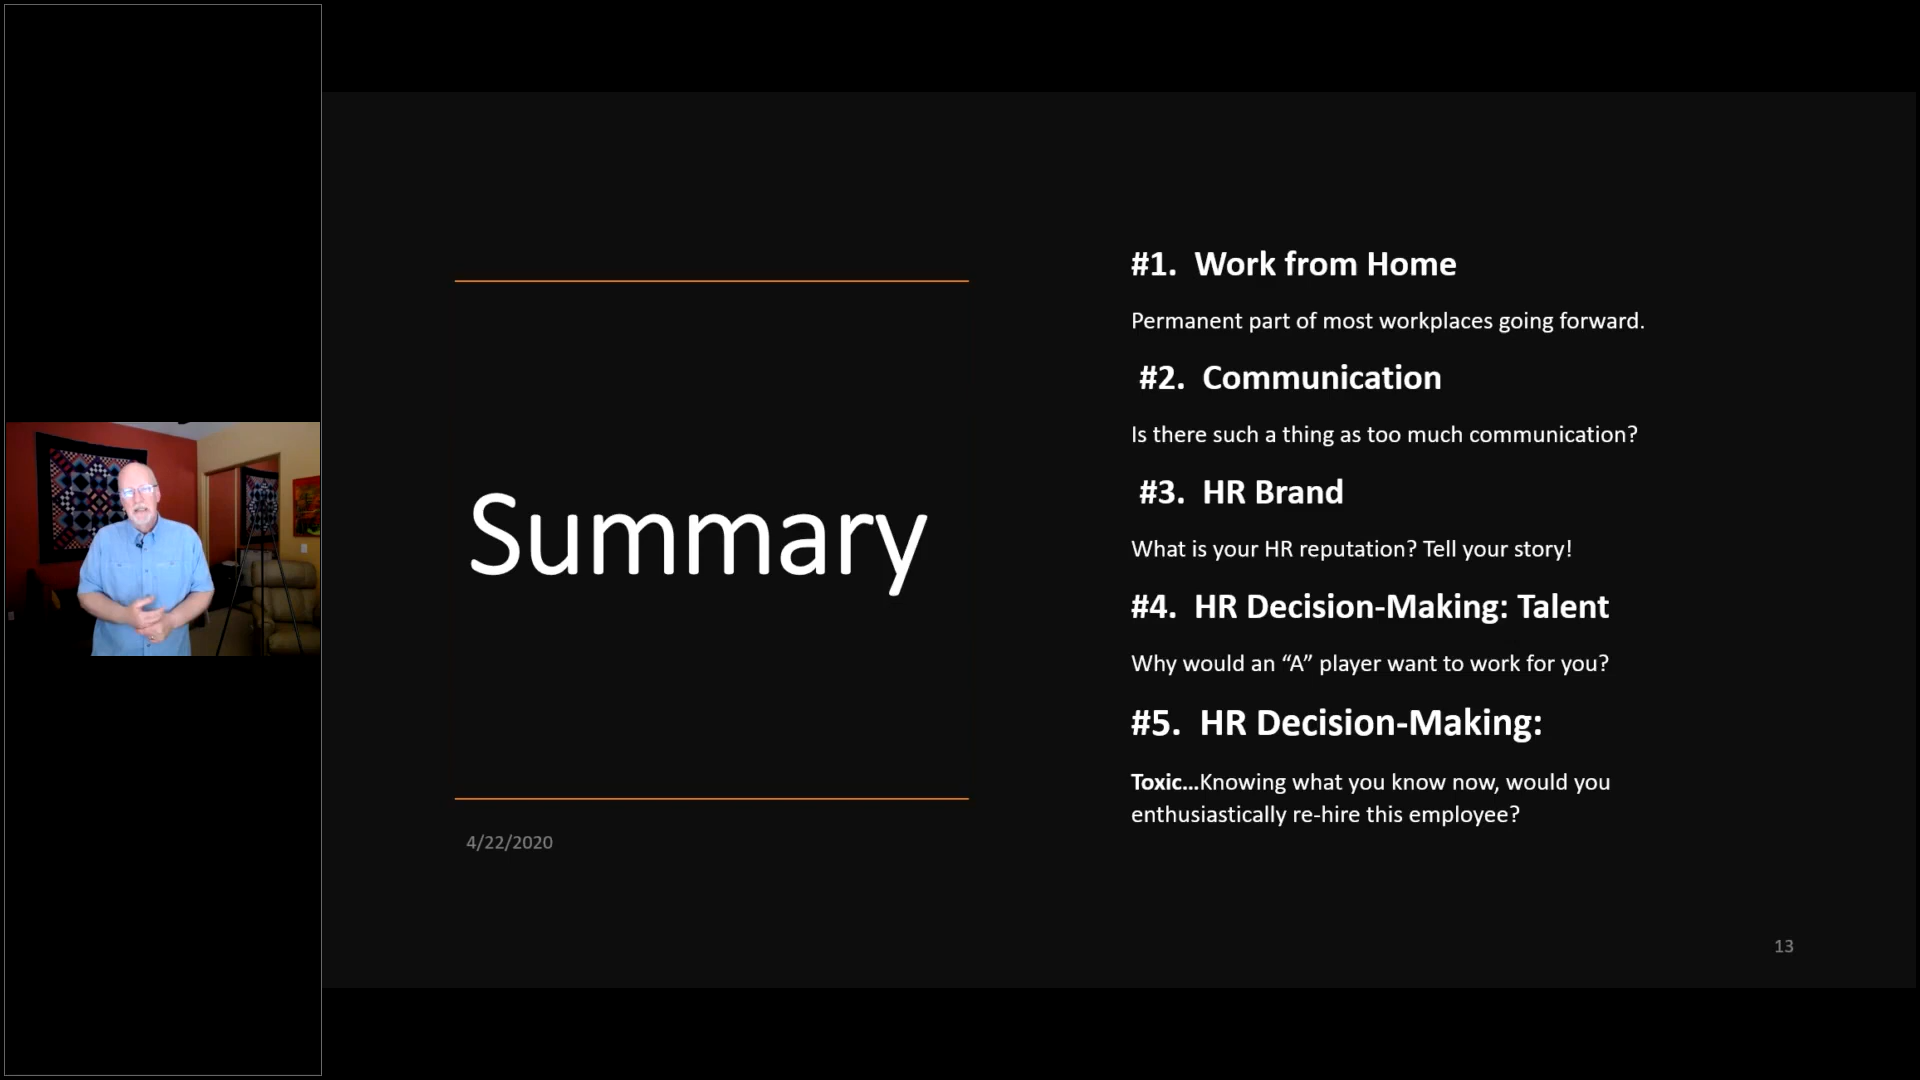 Summary
4/22/2020
#1. Work from Home
Permanent part of most workplaces going forward.
#2. Communication
Is there such a thing as too much communication?
#3. HR Brand
What is your HR reputation? Tell your story!
#4. HR Decision-Making: Talent
Why would an “A” player want to work for you?
#5. HR Decision-Making:
Toxic…Knowing what you know now, would you
enthusiastically re-hire this employee?
13